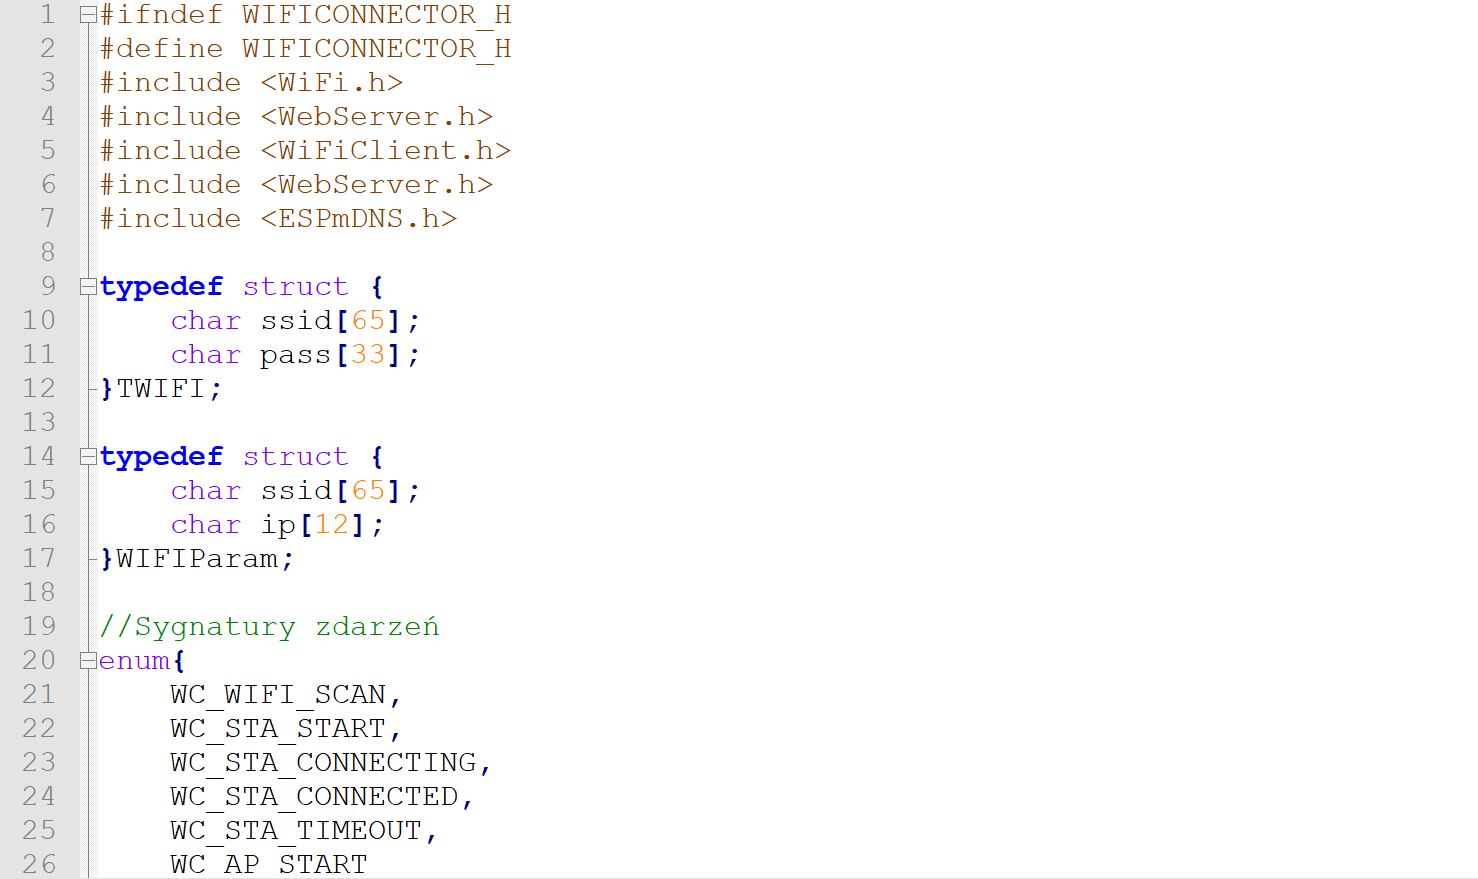 1 #ifndef WIFICONNECTOR_H
2 #define WIFICONNECTOR_H
3 #include <WiFi.h>
4 #include <WebServer.h>
5 #include <WiFiClient.h>
6 #include <WebServer.h>
7 #include <ESPmDNS.h>
8
9 typedef struct {
10 char ssid[65];
11 char pass[33];
12 }TWIFI;
13
14 typedef struct {
15 char ssid[65];
16 char ip[12];
17 }WIFIParam;
18
19 //Sygnatury zdarzeń
20 enum{
21 WC_WIFI_SCAN,
22 WC_STA_START,
23 WC_STA_CONNECTING,
24 WC_STA_CONNECTED,
25 WC_STA_TIMEOUT,
26 WC_AP_START